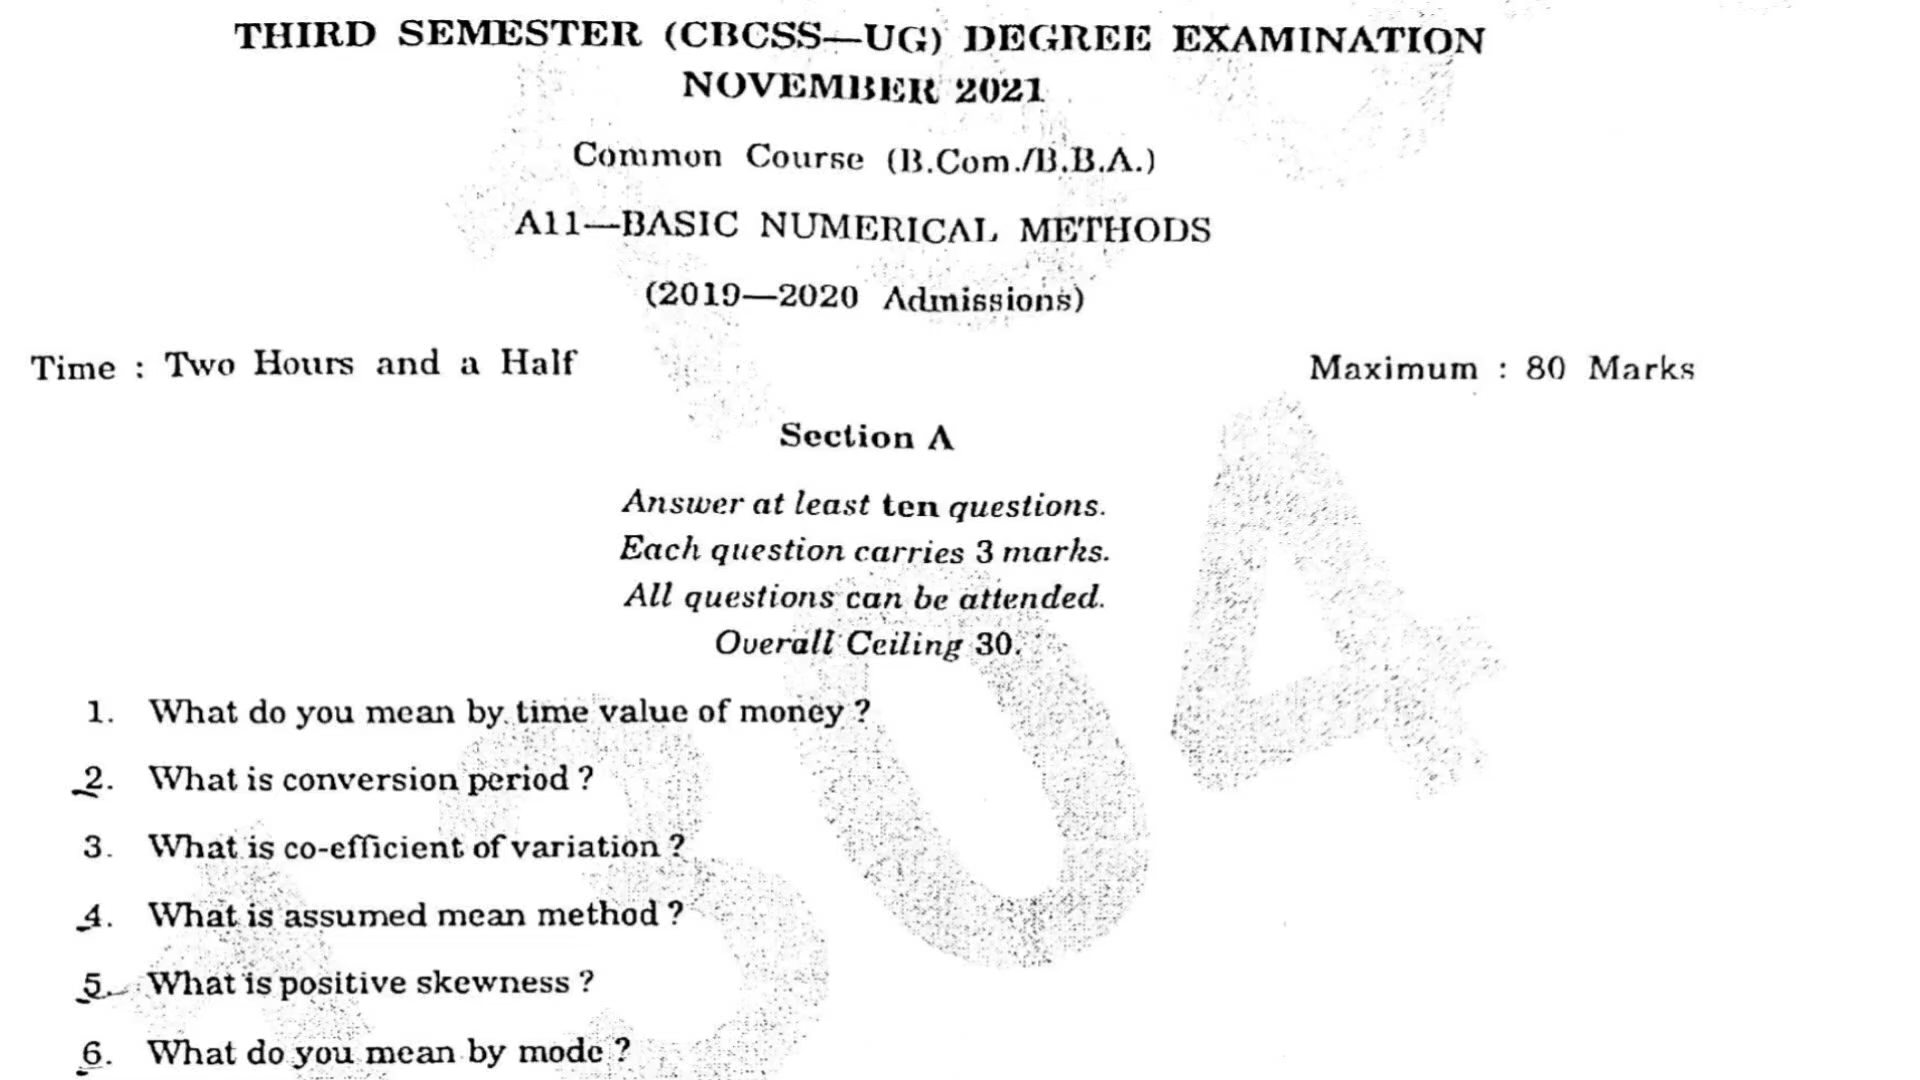 THIRD SEMESTER (CBCSS—UG) DEGREE EXAMINATION
NOVEMBER 2021
Common Course (B.Com./B.B.A.)
A11—BASIC NUMERICAL METHODS
(2019—2020 Admissions)
Time : Two Hours and a Half Maximum : 80 Marks
Section A
Answer at least ten questions.
Each question carries 3 marks.
All questions can be attended.
Overall Ceiling 30.
1. What do you mean by time value of money ?
2. What is conversion period ?
3. What is co-efficient of variation ?
4. What is assumed mean method ?
5. What is positive skewness ?
6. What do you mean by mode ?